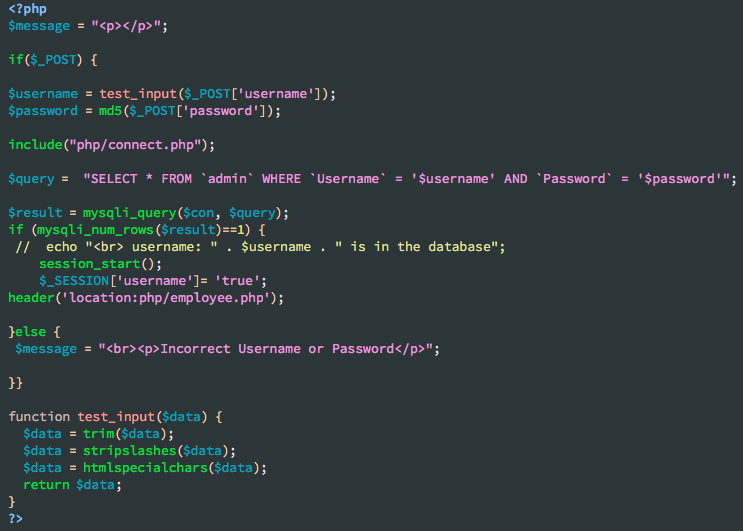 <?php
$message = "<p></p>";
if($_POST) {
$username = test_input($_POST['username']);
$password = md5($_POST['password']);
include("php/connect.php");
$query =  "SELECT * FROM `admin` WHERE `Username` = '$username' AND `Password` = '$password'";
$result = mysqli_query($con, $query);
if (mysqli_num_rows($result)==1) {
 //  echo "<br> username: " . $username . " is in the database";
    session_start();
    $_SESSION['username']= 'true';
header('location:php/employee.php');
}else {
 $message = "<br><p>Incorrect Username or Password</p>";
}}
function test_input($data) {
  $data = trim($data);
  $data = stripslashes($data);
  $data = htmlspecialchars($data);
  return $data;
}
?>